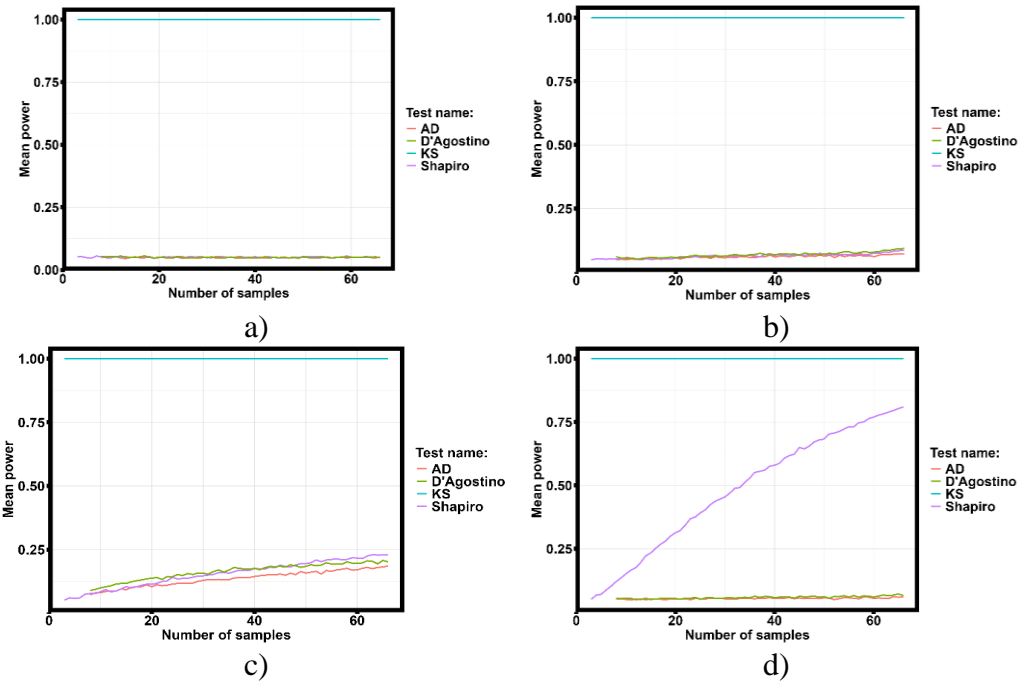 1.00
0.75
0.50
0.25
0.00
0 20 40 60
Mean power
Number of samples
Test name:
AD
D'Agostino
KS
Shapiro
a)
1.00
0.75
0.50
0.25
0 20 40 60
Mean power
Number of samples
Test name:
AD
D'Agostino
KS
Shapiro
b)
1.00
0.75
0.50
0.25
0 20 40 60
Mean power
Number of samples
Test name:
AD
D'Agostino
KS
Shapiro
c)
1.00
0.75
0.50
0.25
0 20 40 60
Mean power
Number of samples
Test name:
AD
D'Agostino
KS
Shapiro
d)